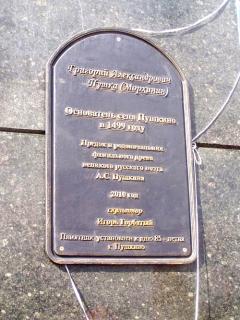 Григорий Александрович
Пушка (Морхинин)
Основатель села Пушкино
в 1499 году
Предок и родоначальник
фамильного древа
великого русского поэта
А.С. Пушкина
2010 год
скульптор
Игорь
Памятник установлен к дню 85-летия
г. Пушкино